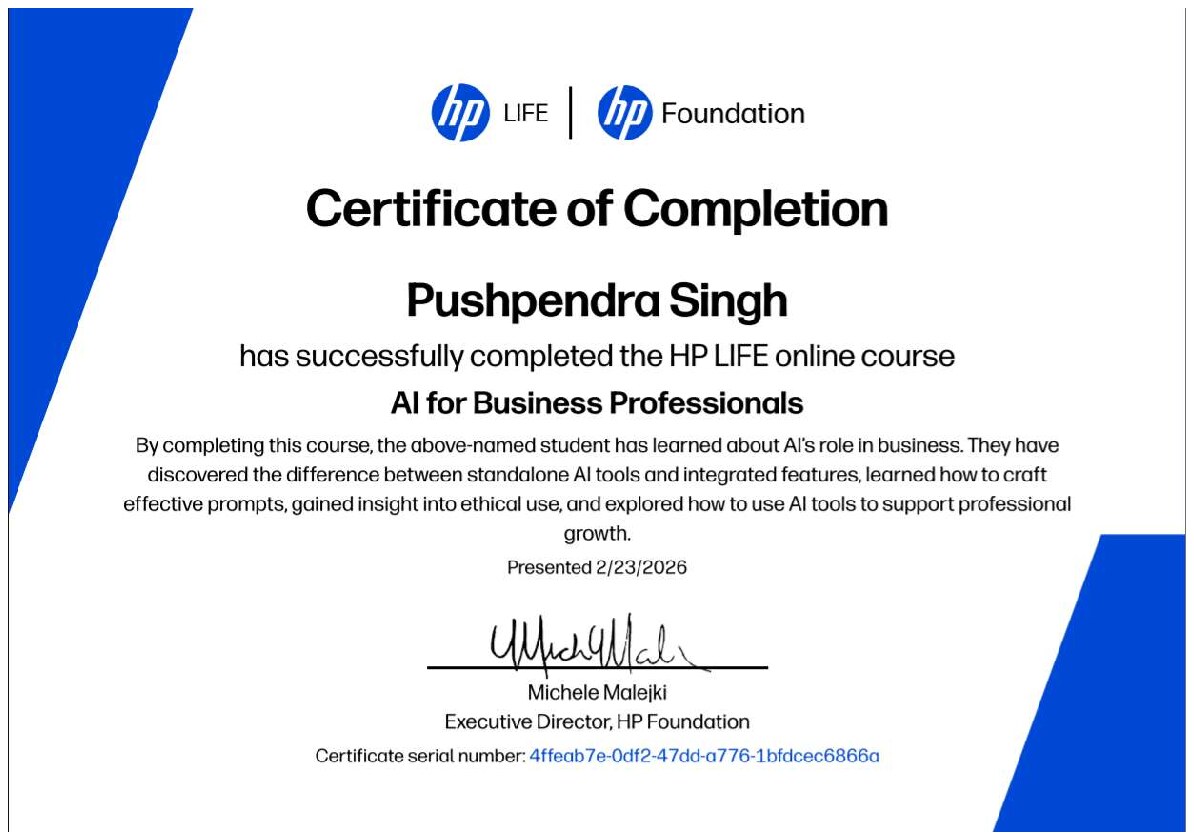 hp LIFE | hp Foundation
Certificate of Completion
Pushpendra Singh
has successfully completed the HP LIFE online course
AI for Business Professionals
By completing this course, the above-named student has learned about AI's role in business. They have
discovered the difference between standalone AI tools and integrated features, learned how to craft
effective prompts, gained insight into ethical use, and explored how to use AI tools to support professional
growth.
Presented 2/23/2026
Michele Malejki
Executive Director, HP Foundation
Certificate serial number: 4ffeab7e-0df2-47dd-a776-1bfdcec6866a